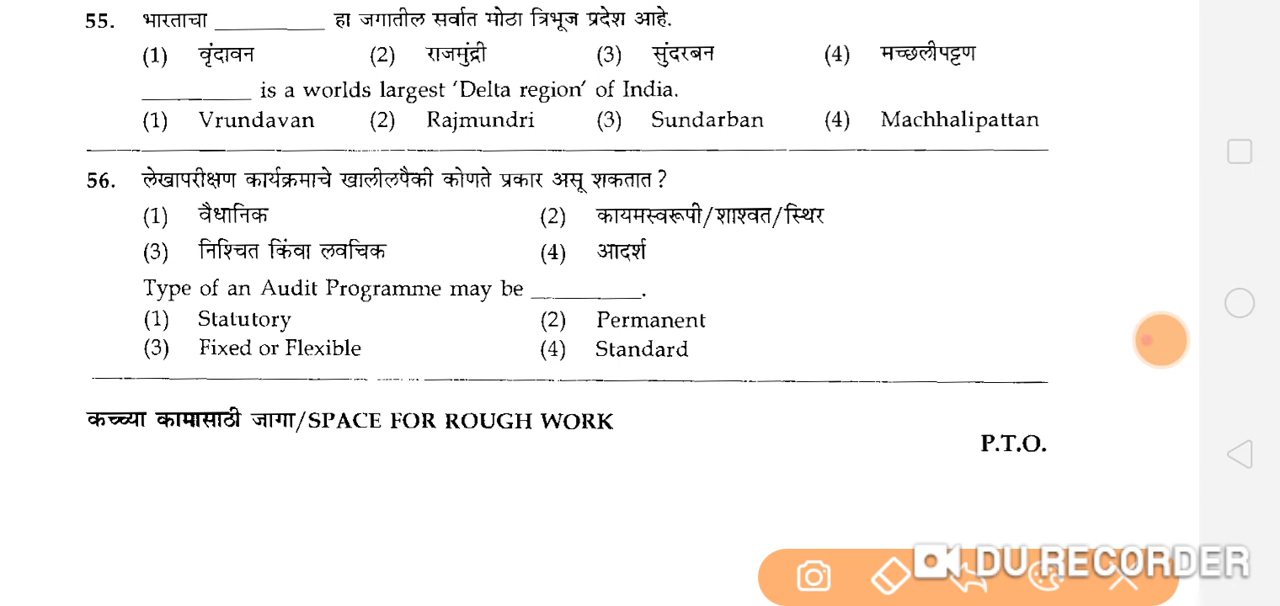 55. भारताचा __________ हा जगातील सर्वात मोठा त्रिभूज प्रदेश आहे.
(1) वृंदावन (2) राजमुंद्री (3) सुंदरबन (4) मच्छलीपट्टण
__________ is a worlds largest ‘Delta region’ of India.
(1) Vrundavan (2) Rajmundri (3) Sundarban (4) Machhalipattan
56. लेखापरीक्षण कार्यक्रमाचे खालीलपैकी कोणते प्रकार असू शकतात ?
(1) वैधानिक (2) कायमस्वरूपी/शाश्वत/स्थिर
(3) निश्चित किंवा लवचिक (4) आदर्श
Type of an Audit Programme may be __________.
(1) Statutory (2) Permanent
(3) Fixed or Flexible (4) Standard
कच्च्या कामासाठी जागा/SPACE FOR ROUGH WORK
P.T.O.
DU RECORDER